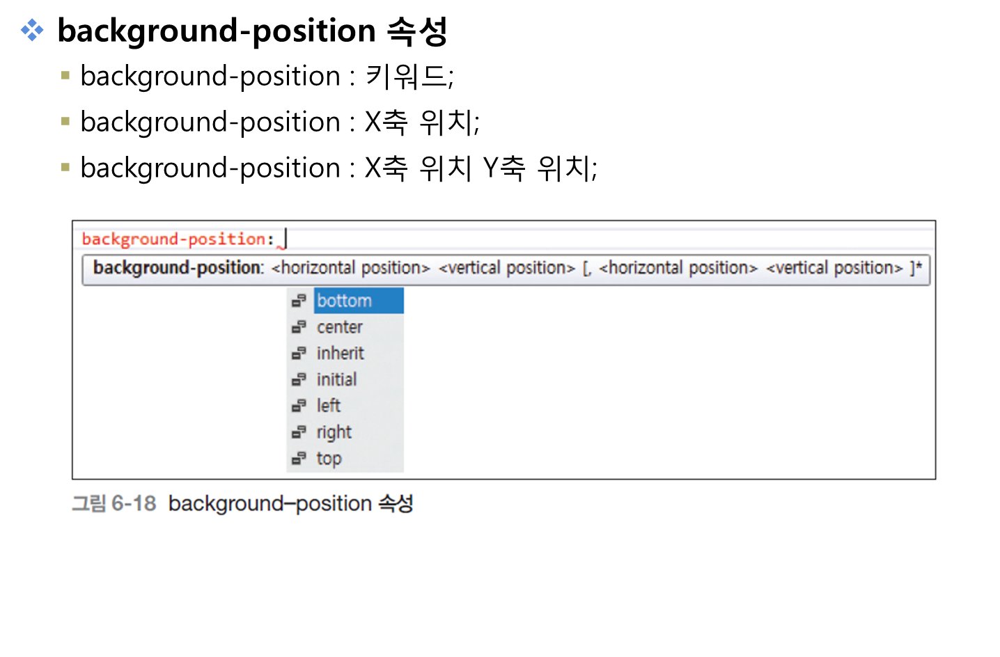 background-position 속성
background-position : 키워드;
background-position : X축 위치;
background-position : X축 위치 Y축 위치;
background-position:
background-position: <horizontal position> <vertical position> [, <horizontal position> <vertical position> ]*
bottom
center
inherit
initial
left
right
top
그림 6-18 background-position 속성